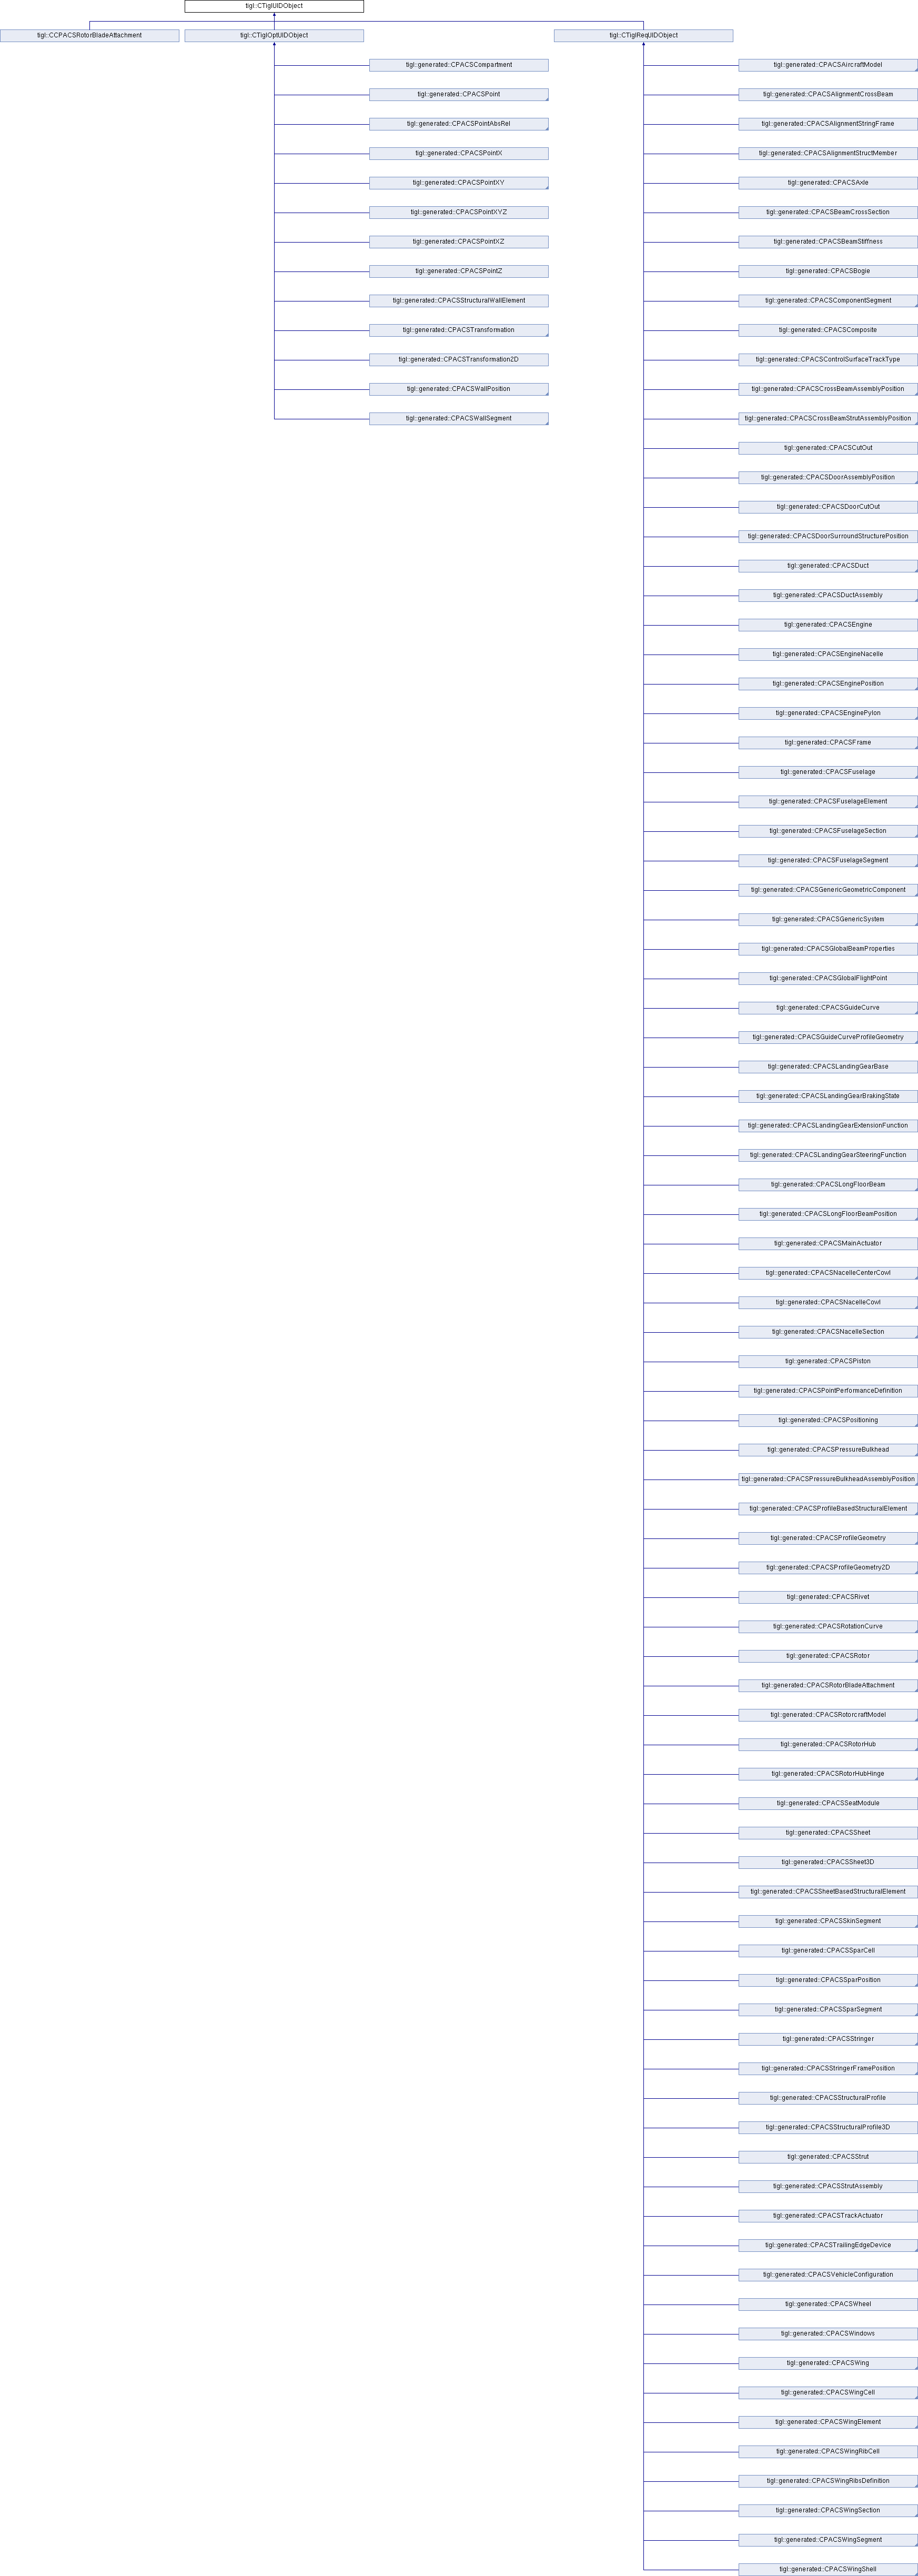 tigl::CTiglUIDObject
tigl::CCPACSRotorBladeAttachment
tigl::CTiglOptUIDObject
tigl::CTiglReqUIDObject
tigl::generated::CPACSCompartment
tigl::generated::CPACSPoint
tigl::generated::CPACSPointAbsRel
tigl::generated::CPACSPointX
tigl::generated::CPACSPointXY
tigl::generated::CPACSPointXYZ
tigl::generated::CPACSPointXZ
tigl::generated::CPACSPointZ
tigl::generated::CPACSStructuralWallElement
tigl::generated::CPACSTransformation
tigl::generated::CPACSTransformation2D
tigl::generated::CPACSWallPosition
tigl::generated::CPACSWallSegment
tigl::generated::CPACSAircraftModel
tigl::generated::CPACSAlignmentCrossBeam
tigl::generated::CPACSAlignmentStringFrame
tigl::generated::CPACSAlignmentStructMember
tigl::generated::CPACSAxle
tigl::generated::CPACSBeamCrossSection
tigl::generated::CPACSBeamStiffness
tigl::generated::CPACSBogie
tigl::generated::CPACSComponentSegment
tigl::generated::CPACSComposite
tigl::generated::CPACSControlSurfaceTrackType
tigl::generated::CPACSCrossBeamAssemblyPosition
tigl::generated::CPACSCrossBeamStrutAssemblyPosition
tigl::generated::CPACSCutOut
tigl::generated::CPACSDoorAssemblyPosition
tigl::generated::CPACSDoorCutOut
tigl::generated::CPACSDoorSurroundStructurePosition
tigl::generated::CPACSDuct
tigl::generated::CPACSDuctAssembly
tigl::generated::CPACSEngine
tigl::generated::CPACSEngineNacelle
tigl::generated::CPACSEnginePosition
tigl::generated::CPACSEnginePylon
tigl::generated::CPACSFrame
tigl::generated::CPACSFuselage
tigl::generated::CPACSFuselageElement
tigl::generated::CPACSFuselageSection
tigl::generated::CPACSFuselageSegment
tigl::generated::CPACSGenericGeometricComponent
tigl::generated::CPACSGenericSystem
tigl::generated::CPACSGlobalBeamProperties
tigl::generated::CPACSGlobalFlightPoint
tigl::generated::CPACSGuideCurve
tigl::generated::CPACSGuideCurveProfileGeometry
tigl::generated::CPACSLandingGearBase
tigl::generated::CPACSLandingGearBrakingState
tigl::generated::CPACSLandingGearExtensionFunction
tigl::generated::CPACSLandingGearSteeringFunction
tigl::generated::CPACSLongFloorBeam
tigl::generated::CPACSLongFloorBeamPosition
tigl::generated::CPACSMainActuator
tigl::generated::CPACSNacelleCenterCowl
tigl::generated::CPACSNacelleCowl
tigl::generated::CPACSNacelleSection
tigl::generated::CPACSPiston
tigl::generated::CPACSPointPerformanceDefinition
tigl::generated::CPACSPositioning
tigl::generated::CPACSPressureBulkhead
tigl::generated::CPACSPressureBulkheadAssemblyPosition
tigl::generated::CPACSProfileBasedStructuralElement
tigl::generated::CPACSProfileGeometry
tigl::generated::CPACSProfileGeometry2D
tigl::generated::CPACSRivet
tigl::generated::CPACSRotationCurve
tigl::generated::CPACSRotor
tigl::generated::CPACSRotorBladeAttachment
tigl::generated::CPACSRotorcraftModel
tigl::generated::CPACSRotorHub
tigl::generated::CPACSRotorHubHinge
tigl::generated::CPACSSeatModule
tigl::generated::CPACSSheet
tigl::generated::CPACSSheet3D
tigl::generated::CPACSSheetBasedStructuralElement
tigl::generated::CPACSSkinSegment
tigl::generated::CPACSSparCell
tigl::generated::CPACSSparPosition
tigl::generated::CPACSSparSegment
tigl::generated::CPACSStringer
tigl::generated::CPACSStringerFramePosition
tigl::generated::CPACSStructuralProfile
tigl::generated::CPACSStructuralProfile3D
tigl::generated::CPACSStrut
tigl::generated::CPACSStrutAssembly
tigl::generated::CPACSTrackActuator
tigl::generated::CPACSTrailingEdgeDevice
tigl::generated::CPACSVehicleConfiguration
tigl::generated::CPACSWheel
tigl::generated::CPACSWindows
tigl::generated::CPACSWing
tigl::generated::CPACSWingCell
tigl::generated::CPACSWingElement
tigl::generated::CPACSWingRibCell
tigl::generated::CPACSWingRibsDefinition
tigl::generated::CPACSWingSection
tigl::generated::CPACSWingSegment
tigl::generated::CPACSWingShell